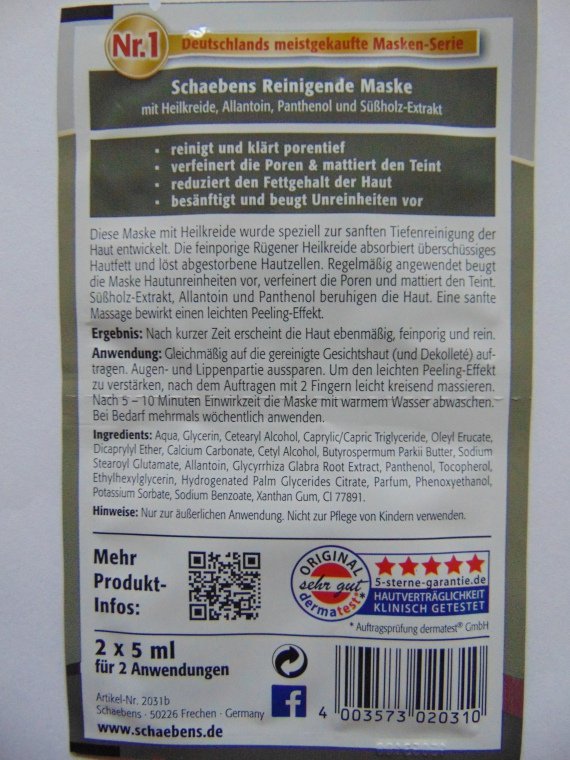 Nr.1 Deutschlands meistgekaufte Masken-Serie
Schaebens Reinigende Maske
mit Heilkreide, Allantoin, Panthenol und Süßholz-Extrakt
▪ reinigt und klärt porentief
▪ verfeinert die Poren & mattiert den Teint
▪ reduziert den Fettgehalt der Haut
▪ besänftigt und beugt Unreinheiten vor
Diese Maske mit Heilkreide wurde speziell zur sanften Tiefenreinigung der
Haut entwickelt. Die feinporige Rügener Heilkreide absorbiert überschüssiges
Hautfett und löst abgestorbene Hautzellen. Regelmäßig angewendet beugt
die Maske Hautunreinheiten vor, verfeinert die Poren und mattiert den Teint.
Süßholz-Extrakt, Allantoin und Panthenol beruhigen die Haut. Eine sanfte
Massage bewirkt einen leichten Peeling-Effekt.
Ergebnis: Nach kurzer Zeit erscheint die Haut ebenmäßig, feinporig und rein.
Anwendung: Gleichmäßig auf die gereinigte Gesichtshaut (und Dekolleté) auf-
tragen. Augen- und Lippenpartie aussparen. Um den leichten Peeling-Effekt
zu verstärken, nach dem Auftragen mit 2 Fingern leicht kreisend massieren.
Nach 5 – 10 Minuten Einwirkzeit die Maske mit warmem Wasser abwaschen.
Bei Bedarf mehrmals wöchentlich anwenden.
Ingredients: Aqua, Glycerin, Cetearyl Alcohol, Caprylic/Capric Triglyceride, Oleyl Erucate,
Dicaprylyl Ether, Calcium Carbonate, Cetyl Alcohol, Butyrospermum Parkii Butter, Sodium
Stearoyl Glutamate, Allantoin, Glycyrrhiza Glabra Root Extract, Panthenol, Tocopherol,
Ethylhexylglycerin, Hydrogenated Palm Glycerides Citrate, Parfum, Phenoxyethanol,
Potassium Sorbate, Sodium Benzoate, Xanthan Gum, CI 77891.
Hinweise: Nur zur äußerlichen Anwendung. Nicht zur Pflege von Kindern verwenden.
Mehr
Produkt-
Infos:
ORIGINAL
sehr gut
dermatest®*
5-sterne-garantie.de
HAUTVERTRÄGLICHKEIT
KLINISCH GETESTET
* Auftragsprüfung dermatest® GmbH
2 x 5 ml
für 2 Anwendungen
Artikel-Nr. 2031b
Schaebens · 50226 Frechen · Germany
www.schaebens.de
f
4 003573 020310